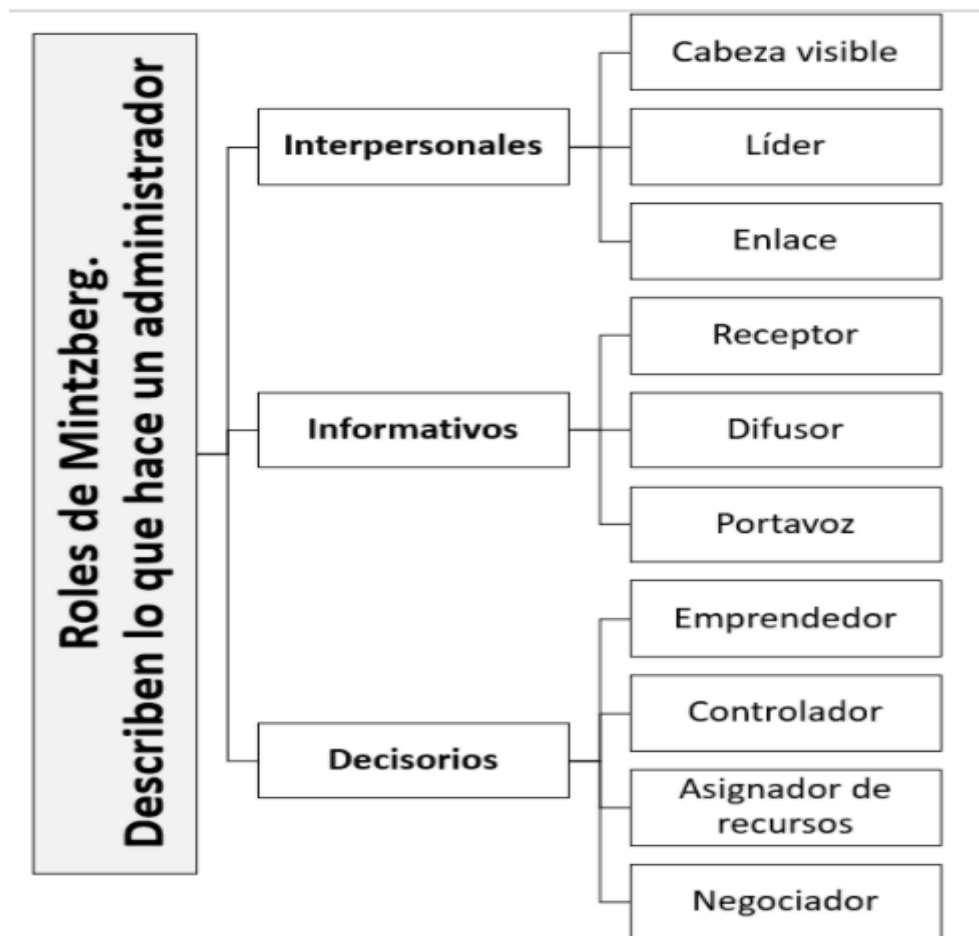 Roles de Mintzberg.
Describen lo que hace un administrador
Interpersonales
Cabeza visible
Líder
Enlace
Informativos
Receptor
Difusor
Portavoz
Decisorios
Emprendedor
Controlador
Asignador de
recursos
Negociador